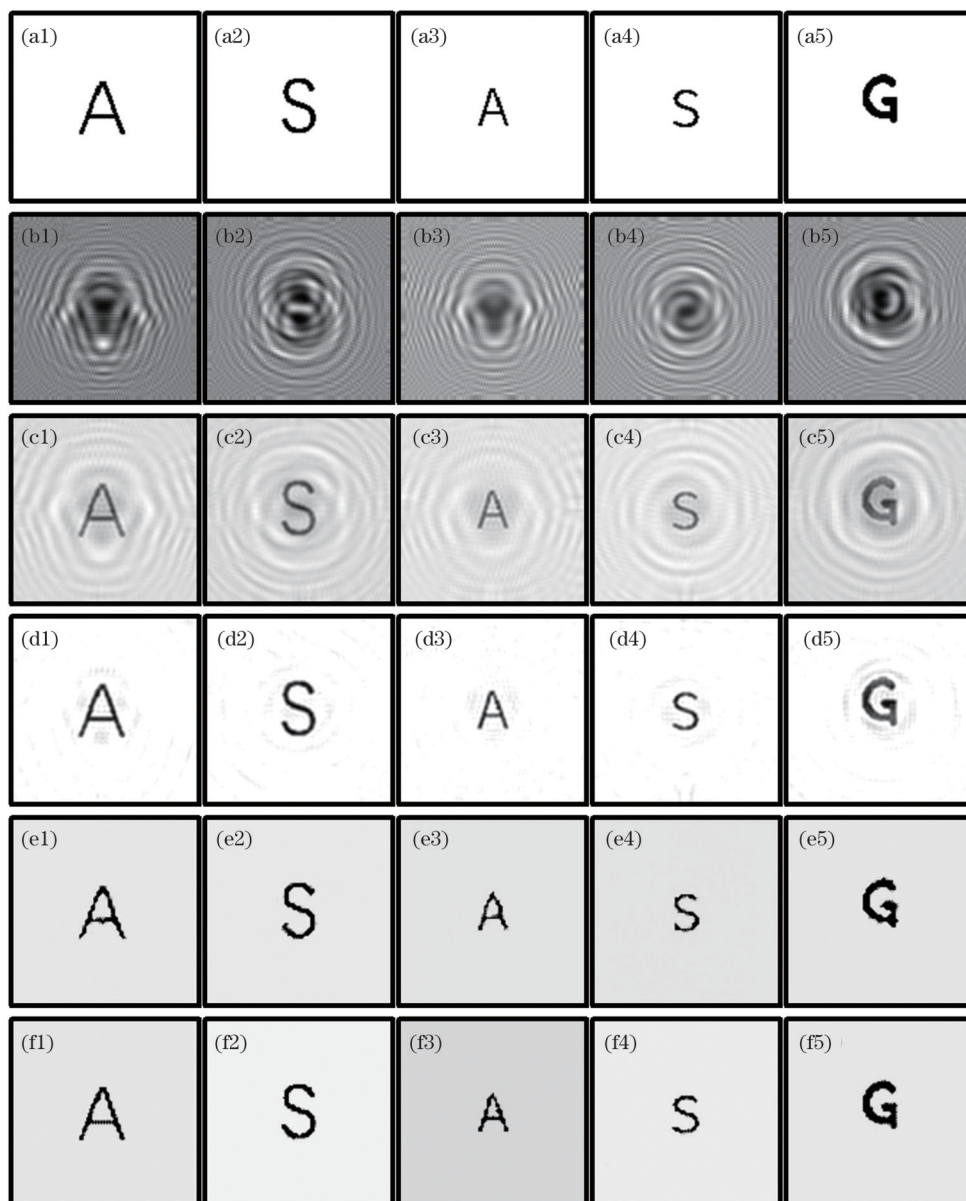 (a1) (a2) (a3) (a4) (a5)
A S A S G
(b1) (b2) (b3) (b4) (b5)
(c1) (c2) (c3) (c4) (c5)
A S A S G
(d1) (d2) (d3) (d4) (d5)
A S A S G
(e1) (e2) (e3) (e4) (e5)
A S A S G
(f1) (f2) (f3) (f4) (f5)
A S A S G